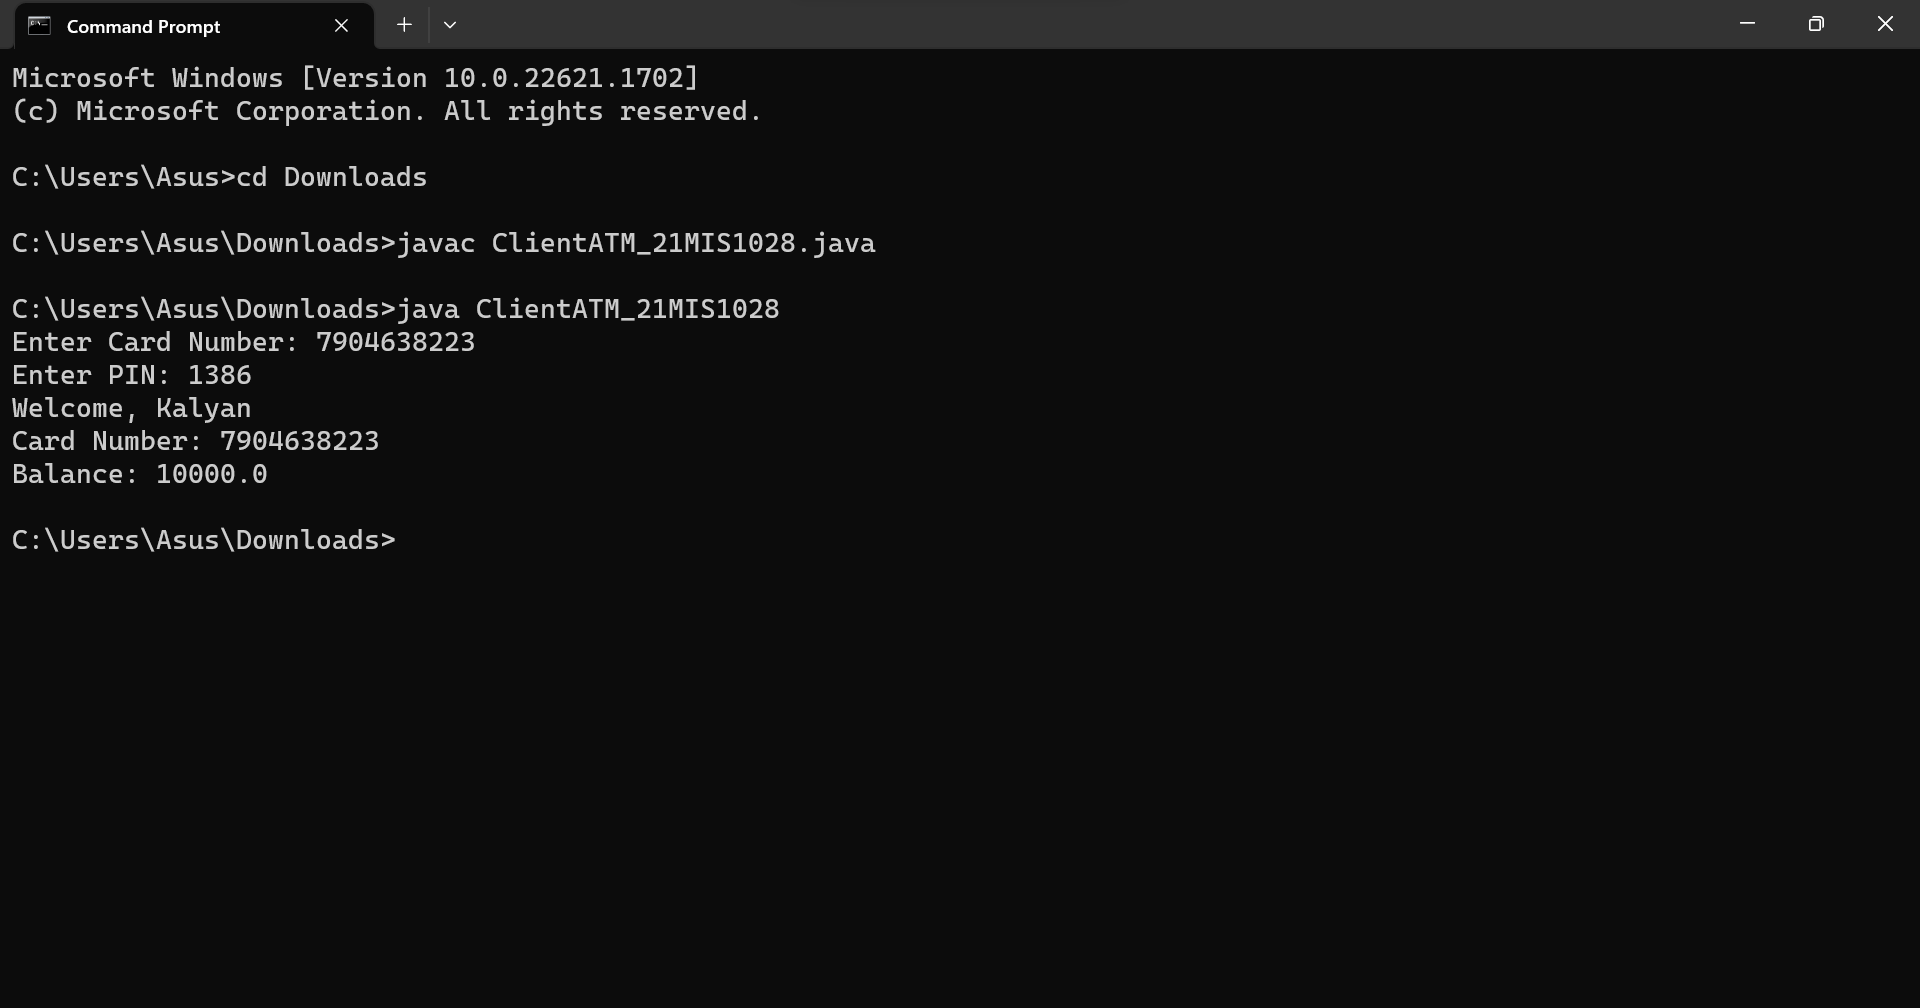 Command Prompt
Microsoft Windows [Version 10.0.22621.1702]
(c) Microsoft Corporation. All rights reserved.
C:\Users\Asus>cd Downloads
C:\Users\Asus\Downloads>javac ClientATM_21MIS1028.java
C:\Users\Asus\Downloads>java ClientATM_21MIS1028
Enter Card Number: 7904638223
Enter PIN: 1386
Welcome, Kalyan
Card Number: 7904638223
Balance: 10000.0
C:\Users\Asus\Downloads>